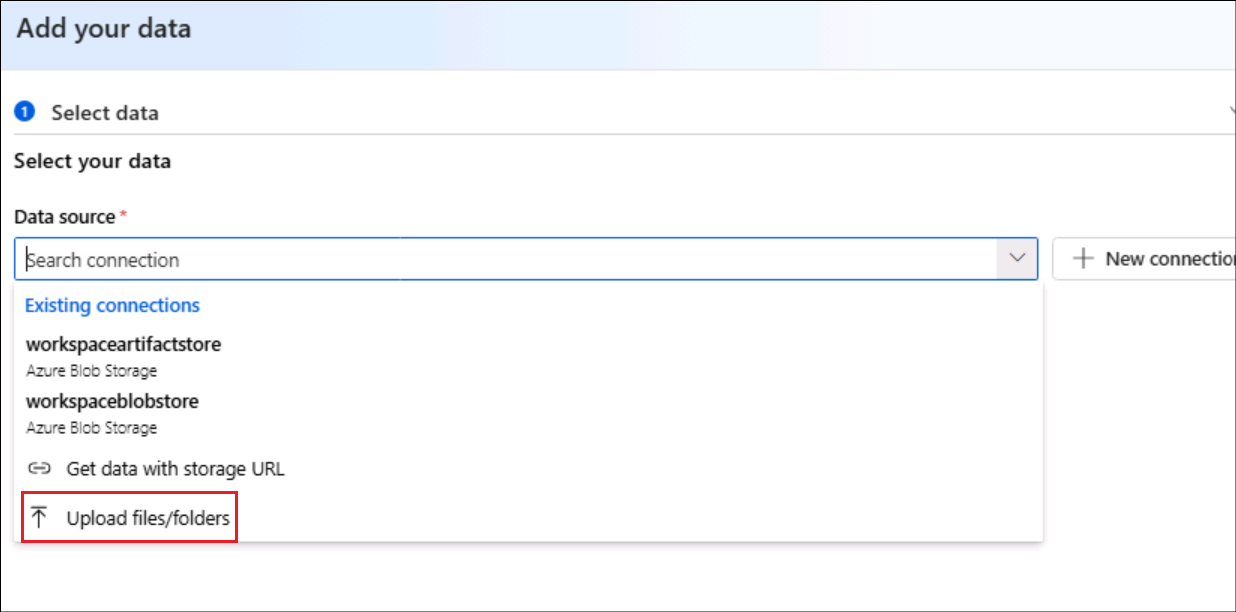 Add your data
1 Select data
Select your data
Data source *
Search connection
New connectio
Existing connections
workspaceartifactstore
Azure Blob Storage
workspaceblobstore
Azure Blob Storage
Get data with storage URL
Upload files/folders